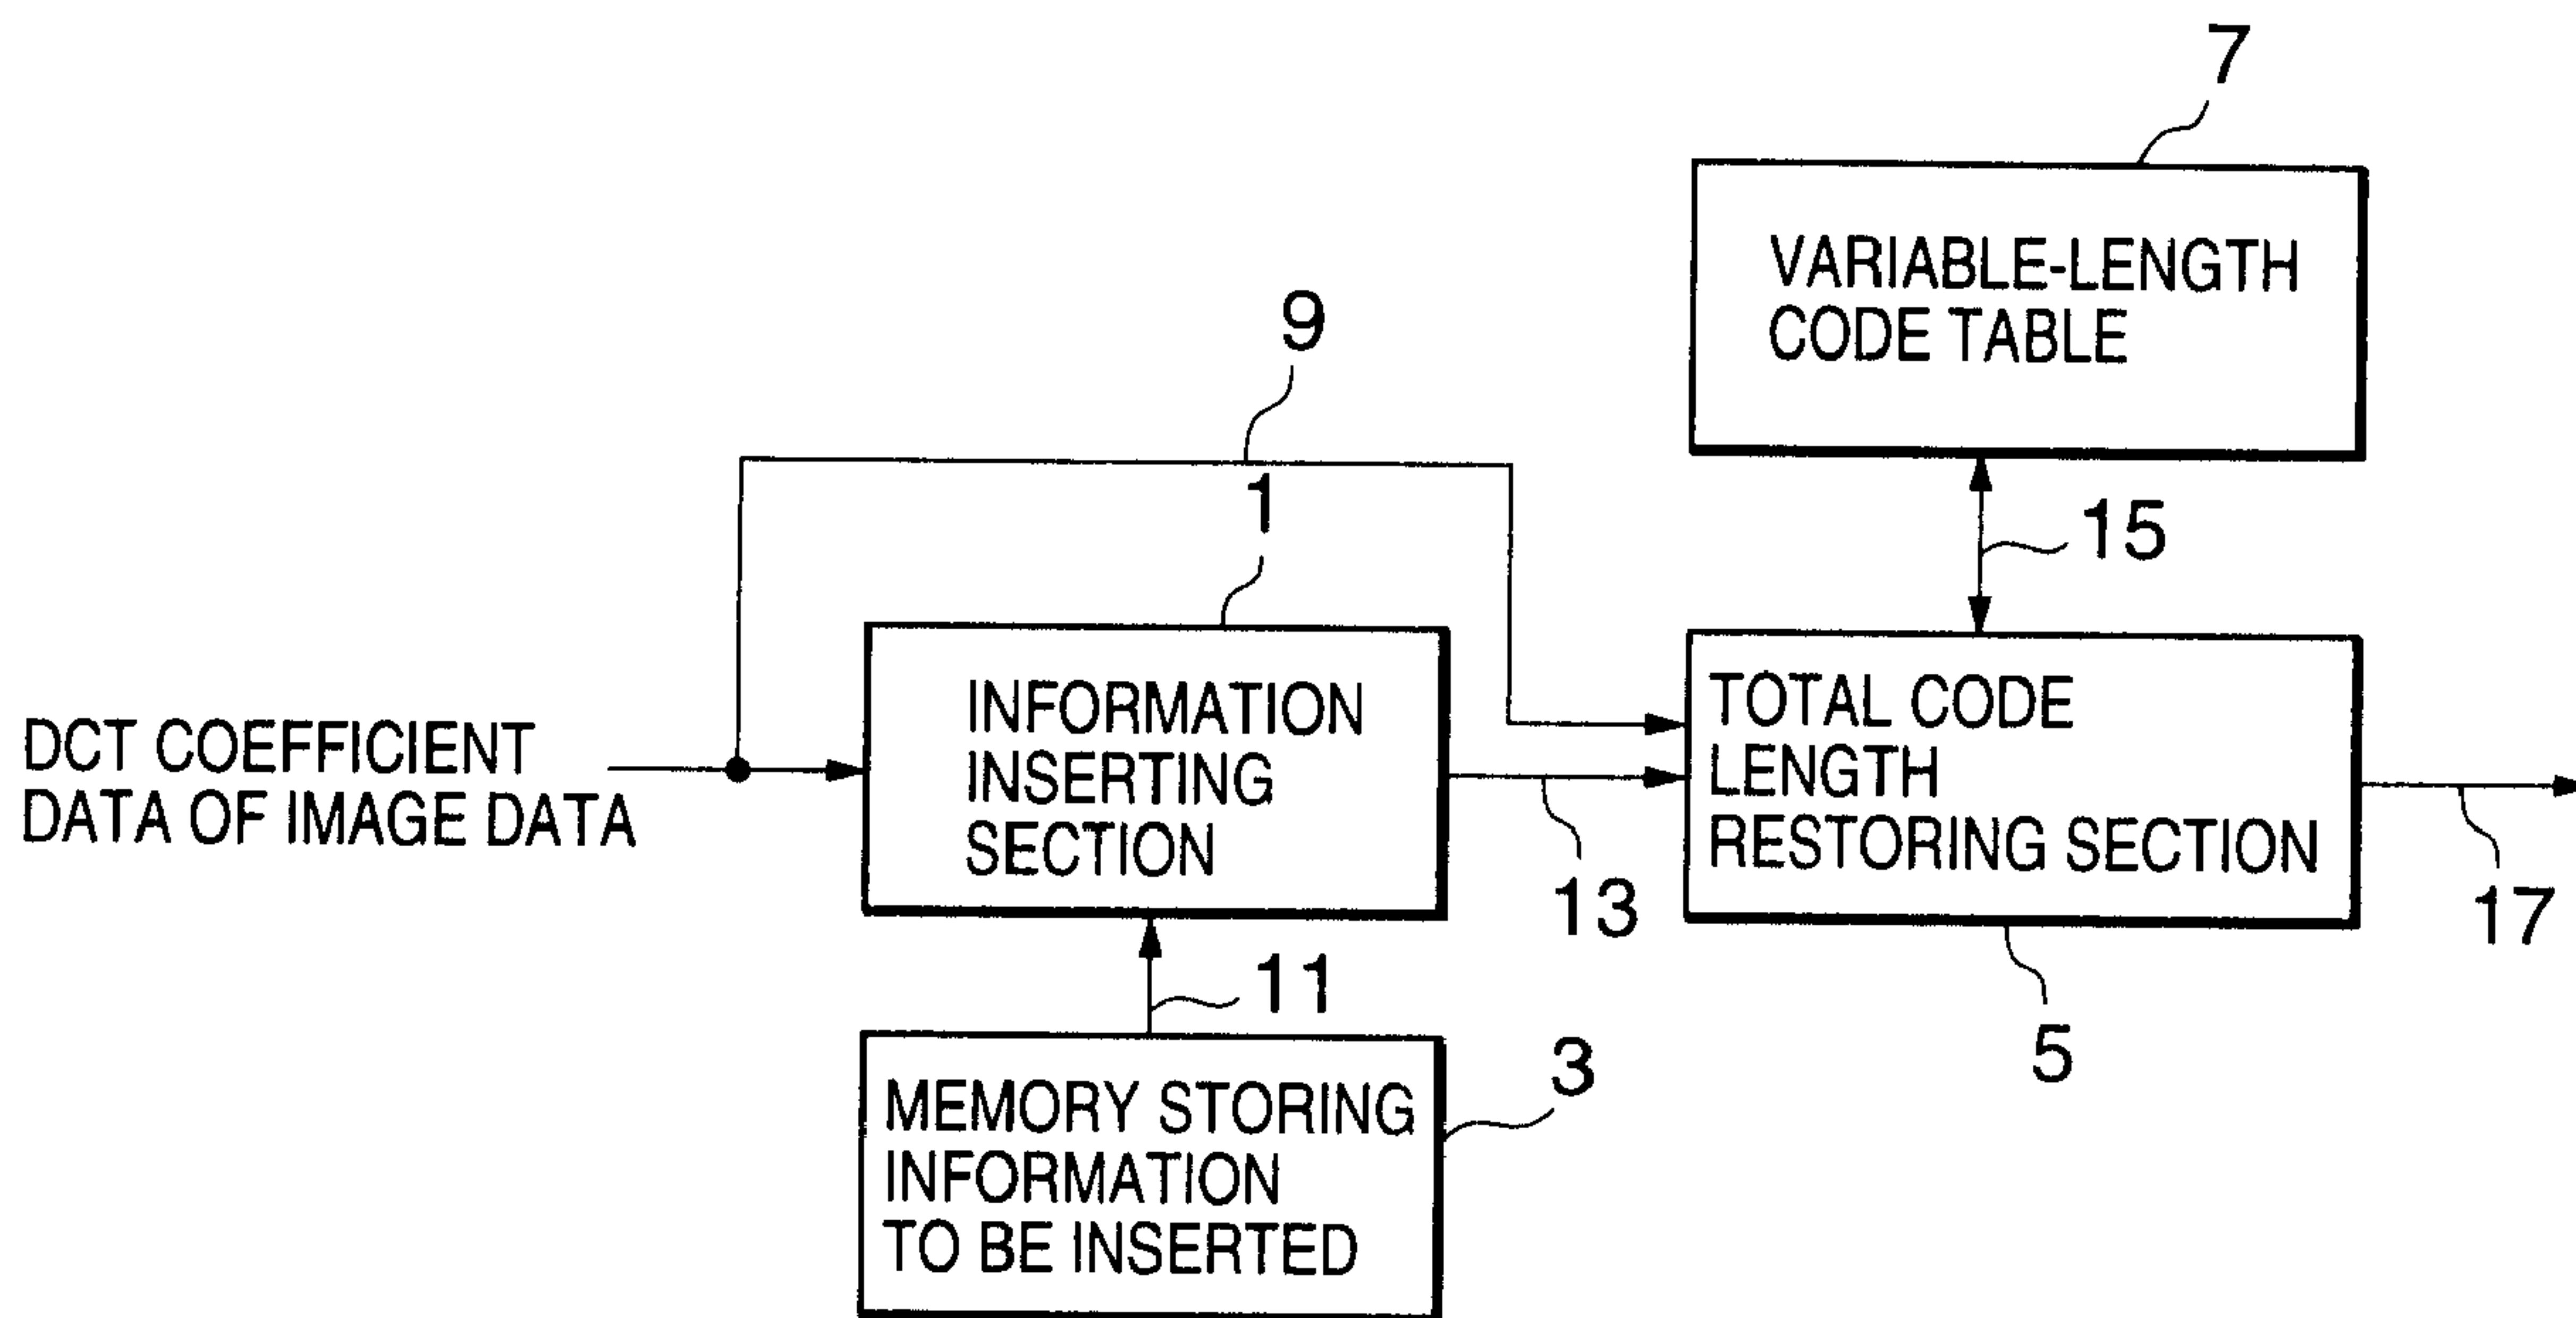 7
VARIABLE-LENGTH
CODE TABLE
9
1
15
DCT COEFFICIENT
DATA OF IMAGE DATA
INFORMATION
INSERTING
SECTION
TOTAL CODE
LENGTH
RESTORING SECTION
13
17
11
5
3
MEMORY STORING
INFORMATION
TO BE INSERTED